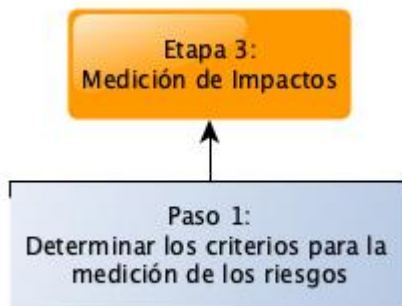 Etapa 3:
Medición de Impactos
Paso 1:
Determinar los criterios para la
medición de los riesgos